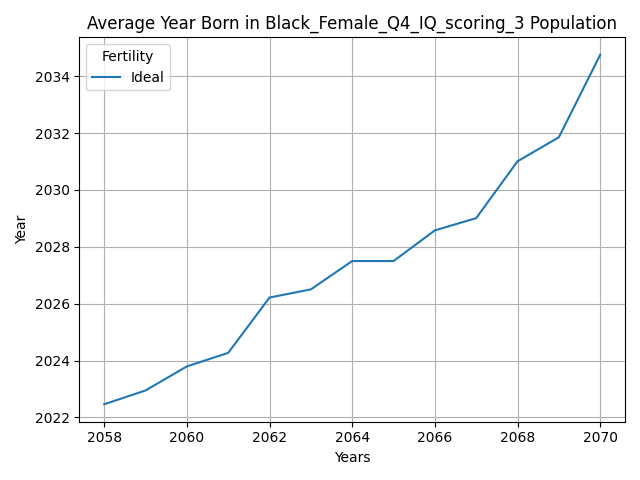 Average Year Born in Black_Female_Q4_IQ_scoring_3 Population
Fertility
Ideal
2034
2032
2030
2028
2026
2024
2022
Year
2058 2060 2062 2064 2066 2068 2070
Years